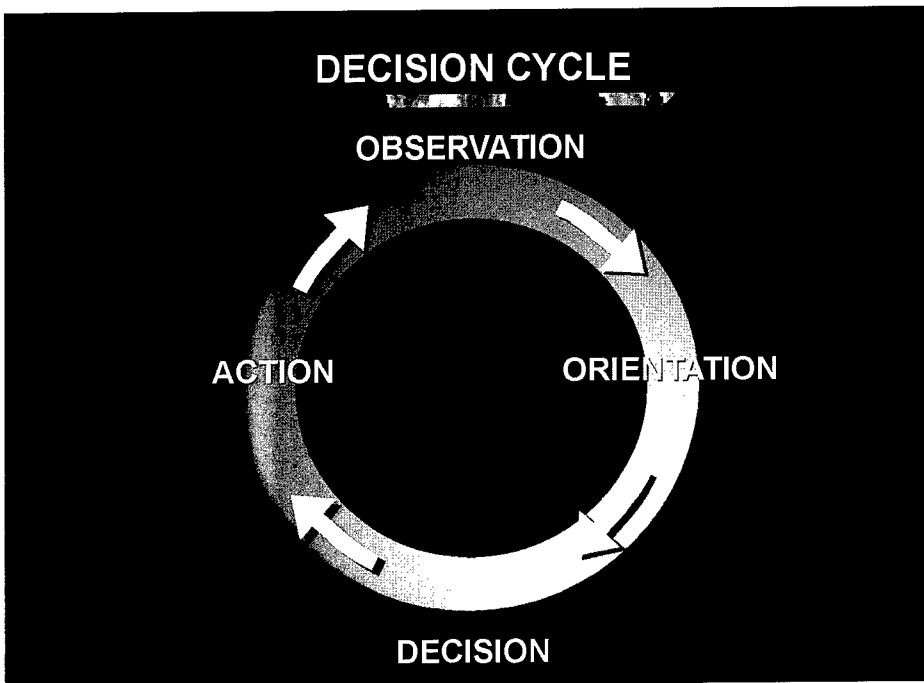 DECISION CYCLE
OBSERVATION
ACTION
ORIENTATION
DECISION